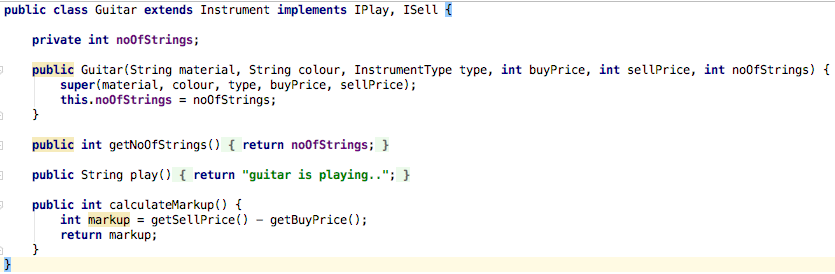 public class Guitar extends Instrument implements IPlay, ISell {
private int noOfStrings;
public Guitar(String material, String colour, InstrumentType type, int buyPrice, int sellPrice, int noOfStrings) {
super(material, colour, type, buyPrice, sellPrice);
this.noOfStrings = noOfStrings;
}
public int getNoOfStrings() { return noOfStrings; }
public String play() { return "guitar is playing.."; }
public int calculateMarkup() {
int markup = getSellPrice() - getBuyPrice();
return markup;
}
}